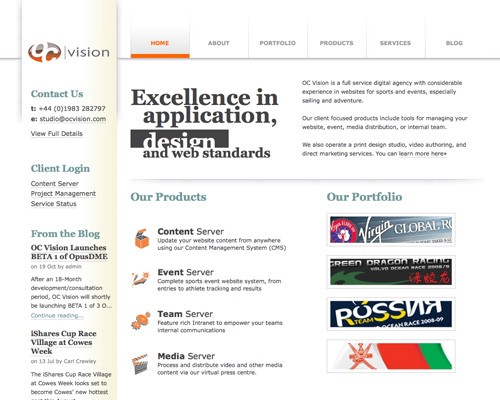 OC|vision
HOME
ABOUT
PORTFOLIO
PRODUCTS
SERVICES
BLOG
Contact Us
t: +44 (0)1983 282797
e: studio@ocvision.com
View Full Details
Client Login
Content Server
Project Management
Service Status
From the Blog
OC Vision Launches
BETA 1 of OpusDME
on 19 Oct by admin
After an 18-Month
development/consultation
period, OC Vision will shortly
be launching BETA 1 of 3 O...
Continue reading...
iShares Cup Race
Village at Cowes
Week
on 13 Jul by Carl Crawley
The iShares Cup Race
Village at Cowes Week
looks set to
become Cowes' new hottest
Excellence in
application,
design
and web standards
OC Vision is a full service digital agency with considerable
experience in websites for sports and events, especially
sailing and adventure.
Our client focused products include tools for managing your
website, event, media distribution, or internal team.
We also operate a print design studio, video authoring, and
direct marketing services. You can learn more here»
Our Products
Content Server
Update your website content from anywhere
using our Content Management System (CMS)
Event Server
Complete sports event website system, from
entries to athlete tracking and results
Team Server
Feature rich Intranet to empower your teams
internal communications
Media Server
Process and distribute video and other media
content via our virtual press centre.
Our Portfolio
Virgin GLOBAL R
GREEN DRAGON RACING
VOLVO OCEAN RACE 2008/9
TEAM RÓSSИЯ
OCEAN RACE 2008-09